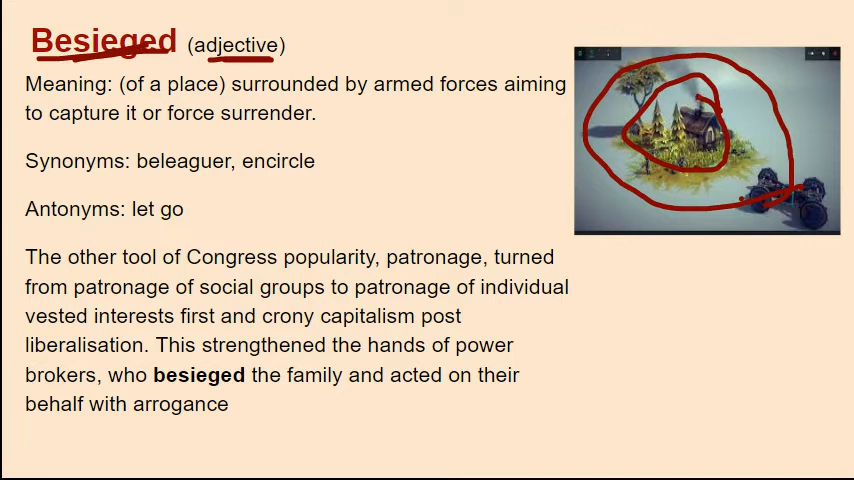 Besieged (adjective)
Meaning: (of a place) surrounded by armed forces aiming
to capture it or force surrender.
Synonyms: beleaguer, encircle
Antonyms: let go
The other tool of Congress popularity, patronage, turned
from patronage of social groups to patronage of individual
vested interests first and crony capitalism post
liberalisation. This strengthened the hands of power
brokers, who besieged the family and acted on their
behalf with arrogance